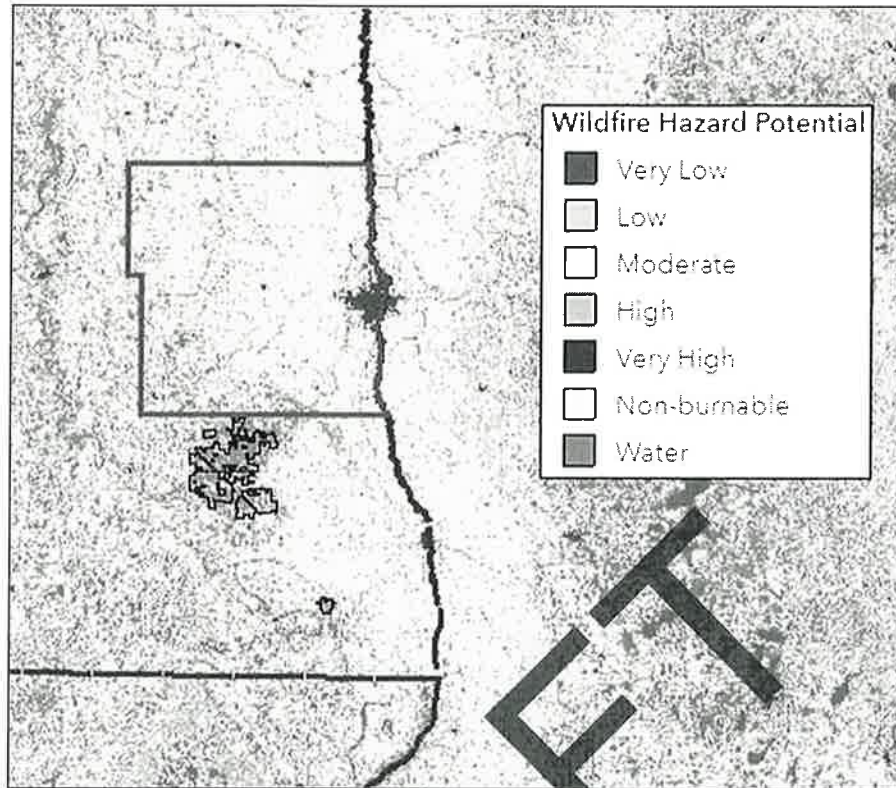 Wildfire Hazard Potential
Very Low
Low
Moderate
High
Very High
Non-burnable
Water